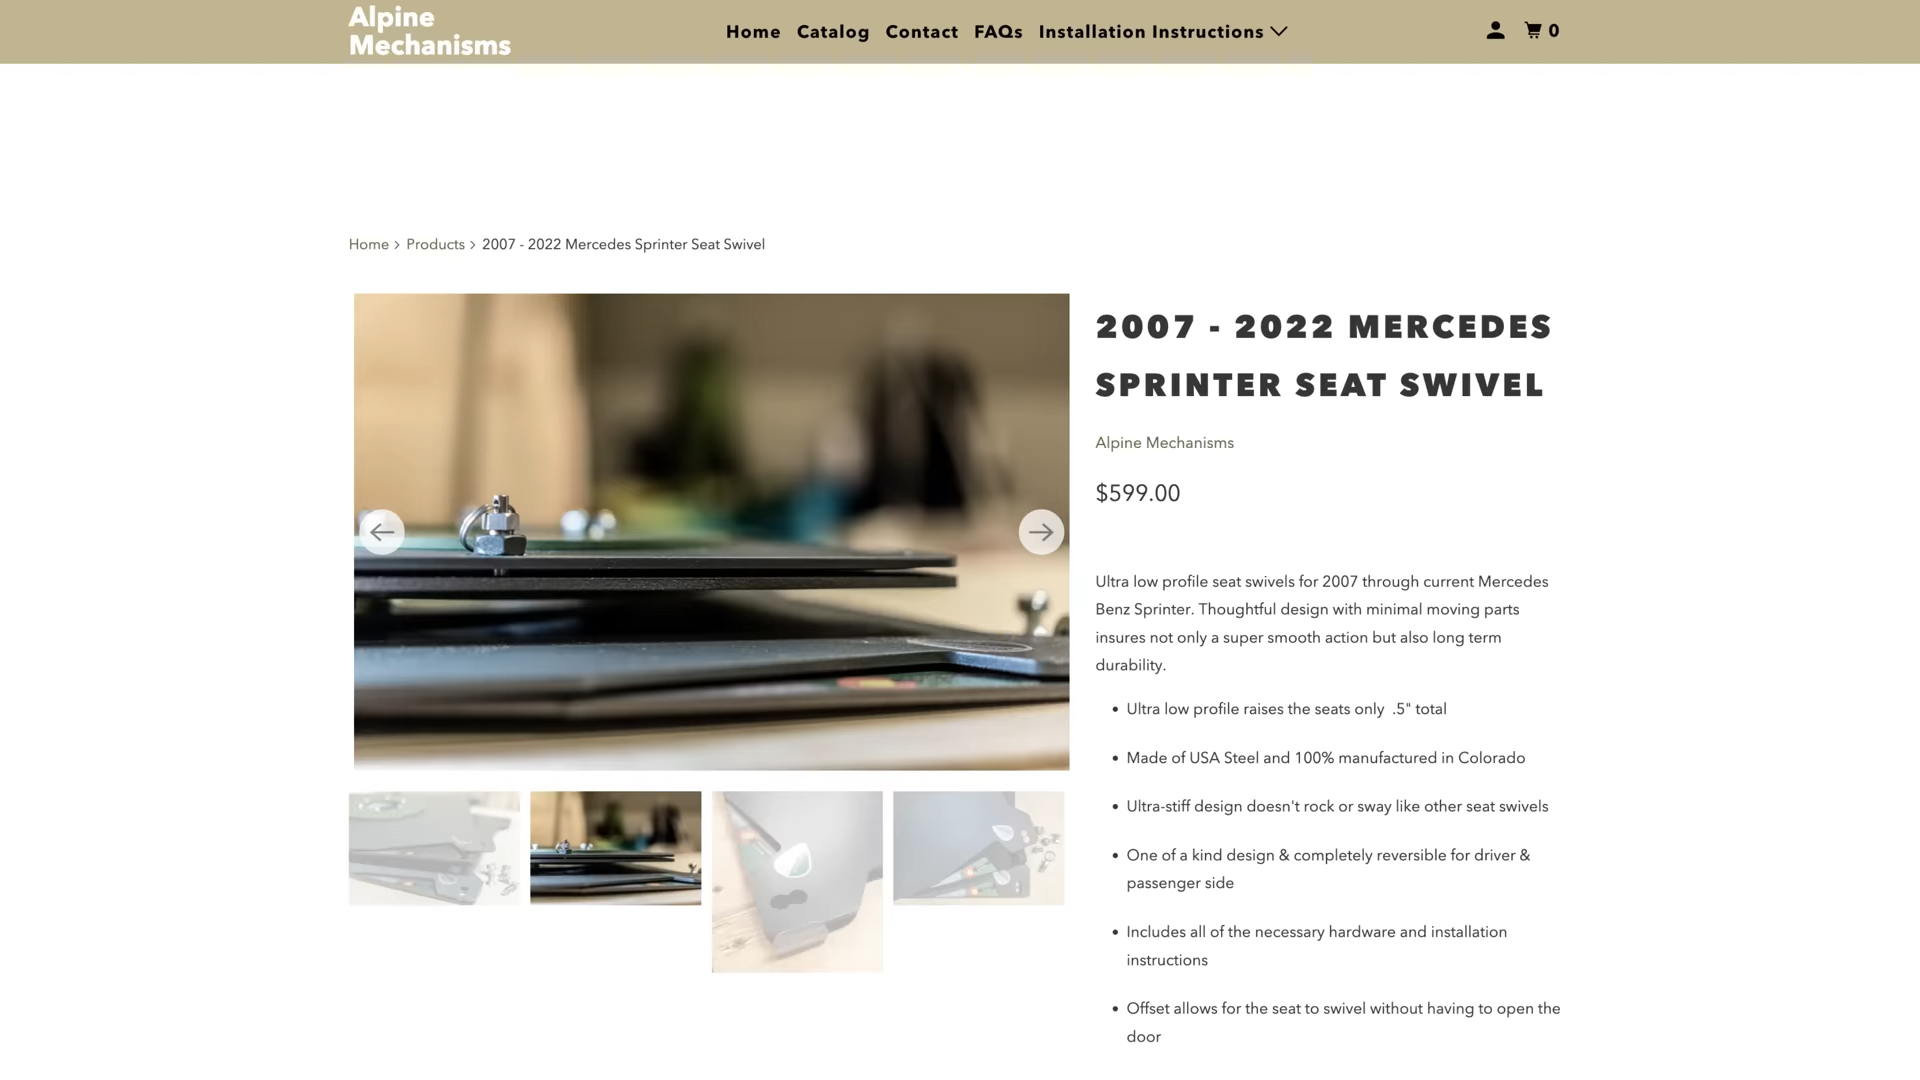 Alpine
Mechanisms
Home Catalog Contact FAQs Installation Instructions
0
Home > Products > 2007 - 2022 Mercedes Sprinter Seat Swivel
2007 - 2022 MERCEDES
SPRINTER SEAT SWIVEL
Alpine Mechanisms
$599.00
Ultra low profile seat swivels for 2007 through current Mercedes
Benz Sprinter. Thoughtful design with minimal moving parts
insures not only a super smooth action but also long term
durability.
• Ultra low profile raises the seats only .5" total
• Made of USA Steel and 100% manufactured in Colorado
• Ultra-stiff design doesn't rock or sway like other seat swivels
• One of a kind design & completely reversible for driver &
passenger side
• Includes all of the necessary hardware and installation
instructions
• Offset allows for the seat to swivel without having to open the
door